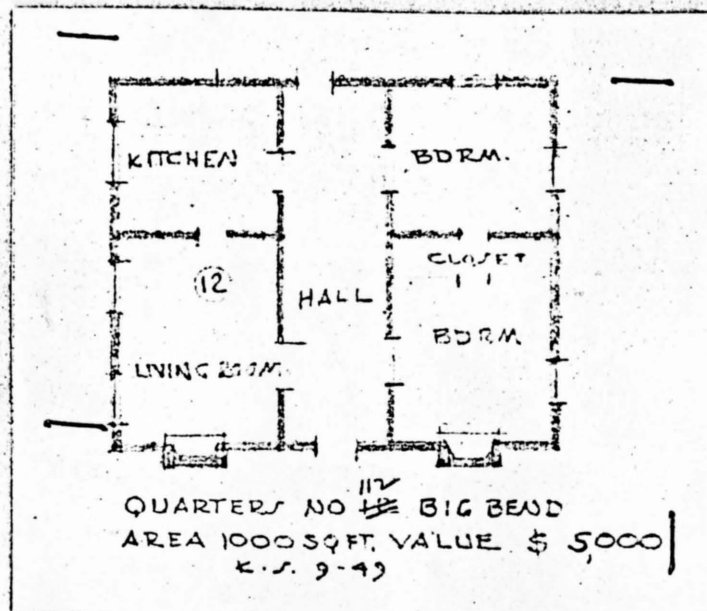 KITCHEN
BDRM.
CLOSET
12
HALL
BDRM
LIVING ROOM
112
QUARTERS NO BIG BEND
AREA 1000 SQ FT. VALUE $ 5,000
K.S. 9-49